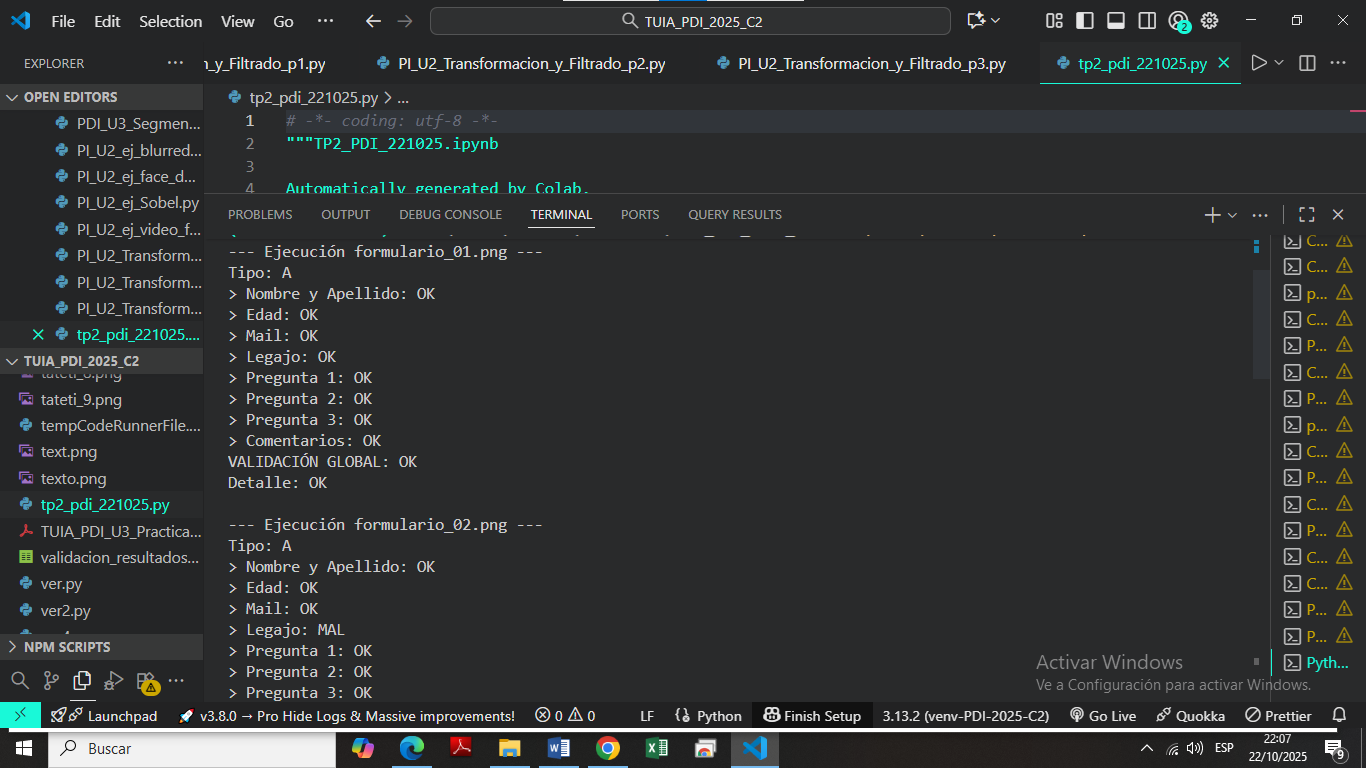 File Edit Selection View Go ··· TUIA_PDI_2025_C2 2
EXPLORER ··· n_y_Filtrado_p1.py PI_U2_Transformacion_y_Filtrado_p2.py PI_U2_Transformacion_y_Filtrado_p3.py tp2_pdi_221025.py
OPEN EDITORS
PDI_U3_Segmen...
PI_U2_ej_blurred...
PI_U2_ej_face_d...
PI_U2_ej_Sobel.py
PI_U2_ej_video_f...
PI_U2_Transform...
PI_U2_Transform...
PI_U2_Transform...
tp2_pdi_221025....
TUIA_PDI_2025_C2
tateti_9.png
tempCodeRunnerFile....
text.png
texto.png
tp2_pdi_221025.py
TUIA_PDI_U3_Practica...
validacion_resultados...
ver.py
ver2.py
NPM SCRIPTS
tp2_pdi_221025.py > ...
1 # -*- coding: utf-8 -*-
2 """TP2_PDI_221025.ipynb
3
4 Automatically generated by Colab.
PROBLEMS OUTPUT DEBUG CONSOLE TERMINAL PORTS QUERY RESULTS
--- Ejecución formulario_01.png ---
Tipo: A
> Nombre y Apellido: OK
> Edad: OK
> Mail: OK
> Legajo: OK
> Pregunta 1: OK
> Pregunta 2: OK
> Pregunta 3: OK
> Comentarios: OK
VALIDACIÓN GLOBAL: OK
Detalle: OK
--- Ejecución formulario_02.png ---
Tipo: A
> Nombre y Apellido: OK
> Edad: OK
> Mail: OK
> Legajo: MAL
> Pregunta 1: OK
> Pregunta 2: OK
> Pregunta 3: OK
C...
C...
p...
C...
P...
C...
P...
p...
C...
P...
C...
P...
C...
C...
P...
P...
Pyth...
Activar Windows
Ve a Configuración para activar Windows.
Launchpad v3.8.0 → Pro Hide Logs & Massive improvements! 0 0 LF Python Finish Setup 3.13.2 (venv-PDI-2025-C2) Go Live Quokka Prettier
Buscar ESP 22:07
22/10/2025 9